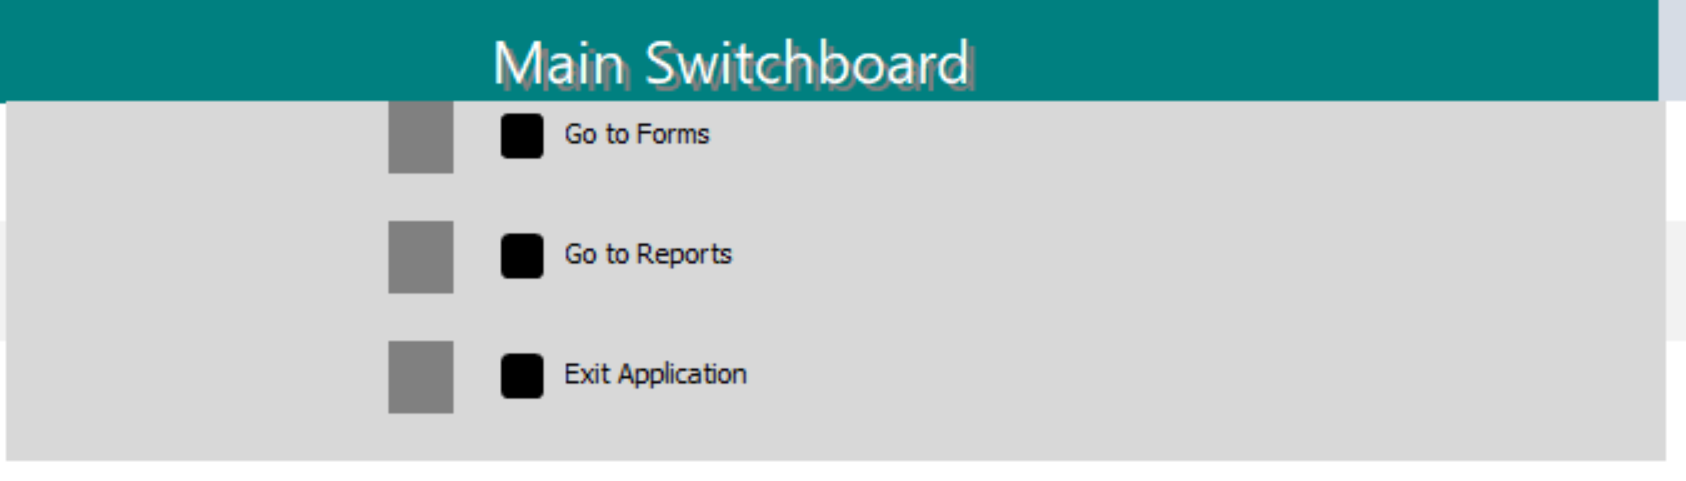 Main Switchboard
Go to Forms
Go to Reports
Exit Application